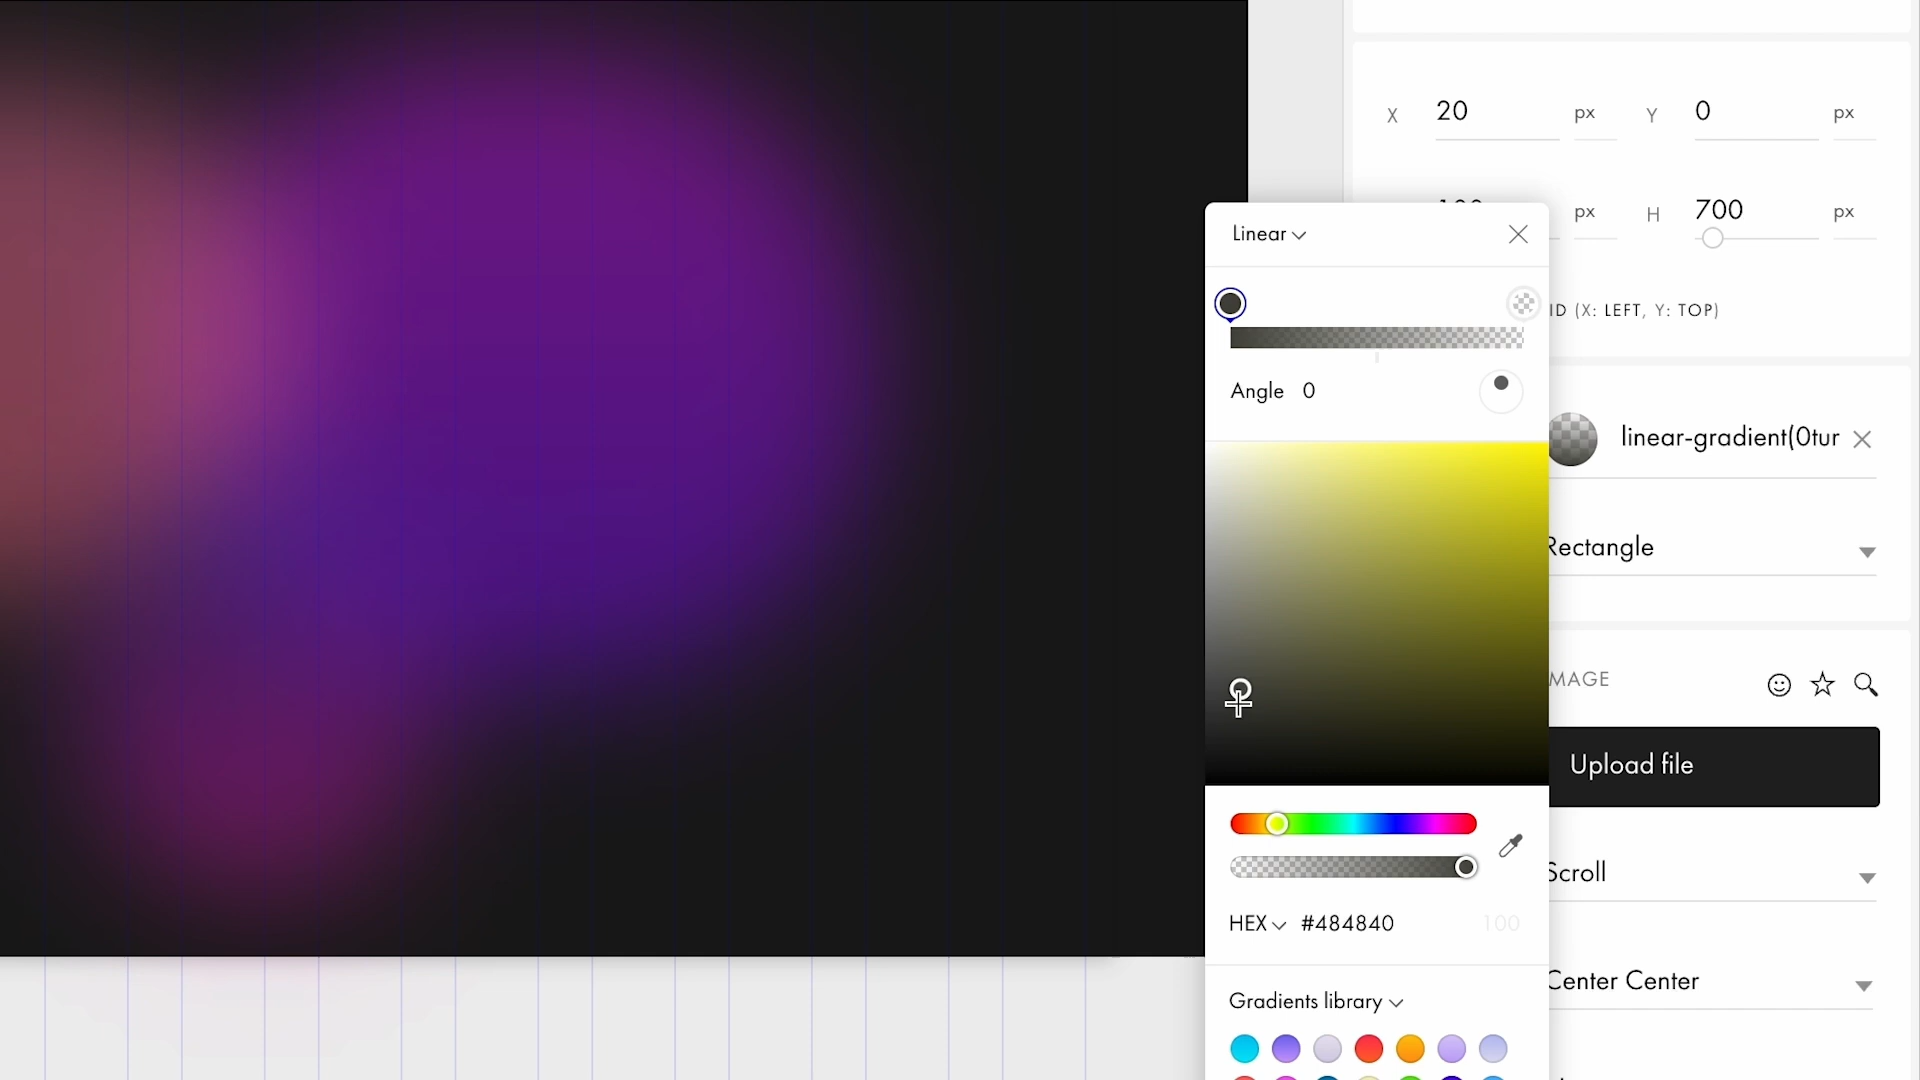 X 20 px Y 0 px
px H 700 px
Linear
ID (X: LEFT, Y: TOP)
Angle 0
linear-gradient(0tur
Rectangle
MAGE
Upload file
Scroll
HEX #484840 100
Center Center
Gradients library